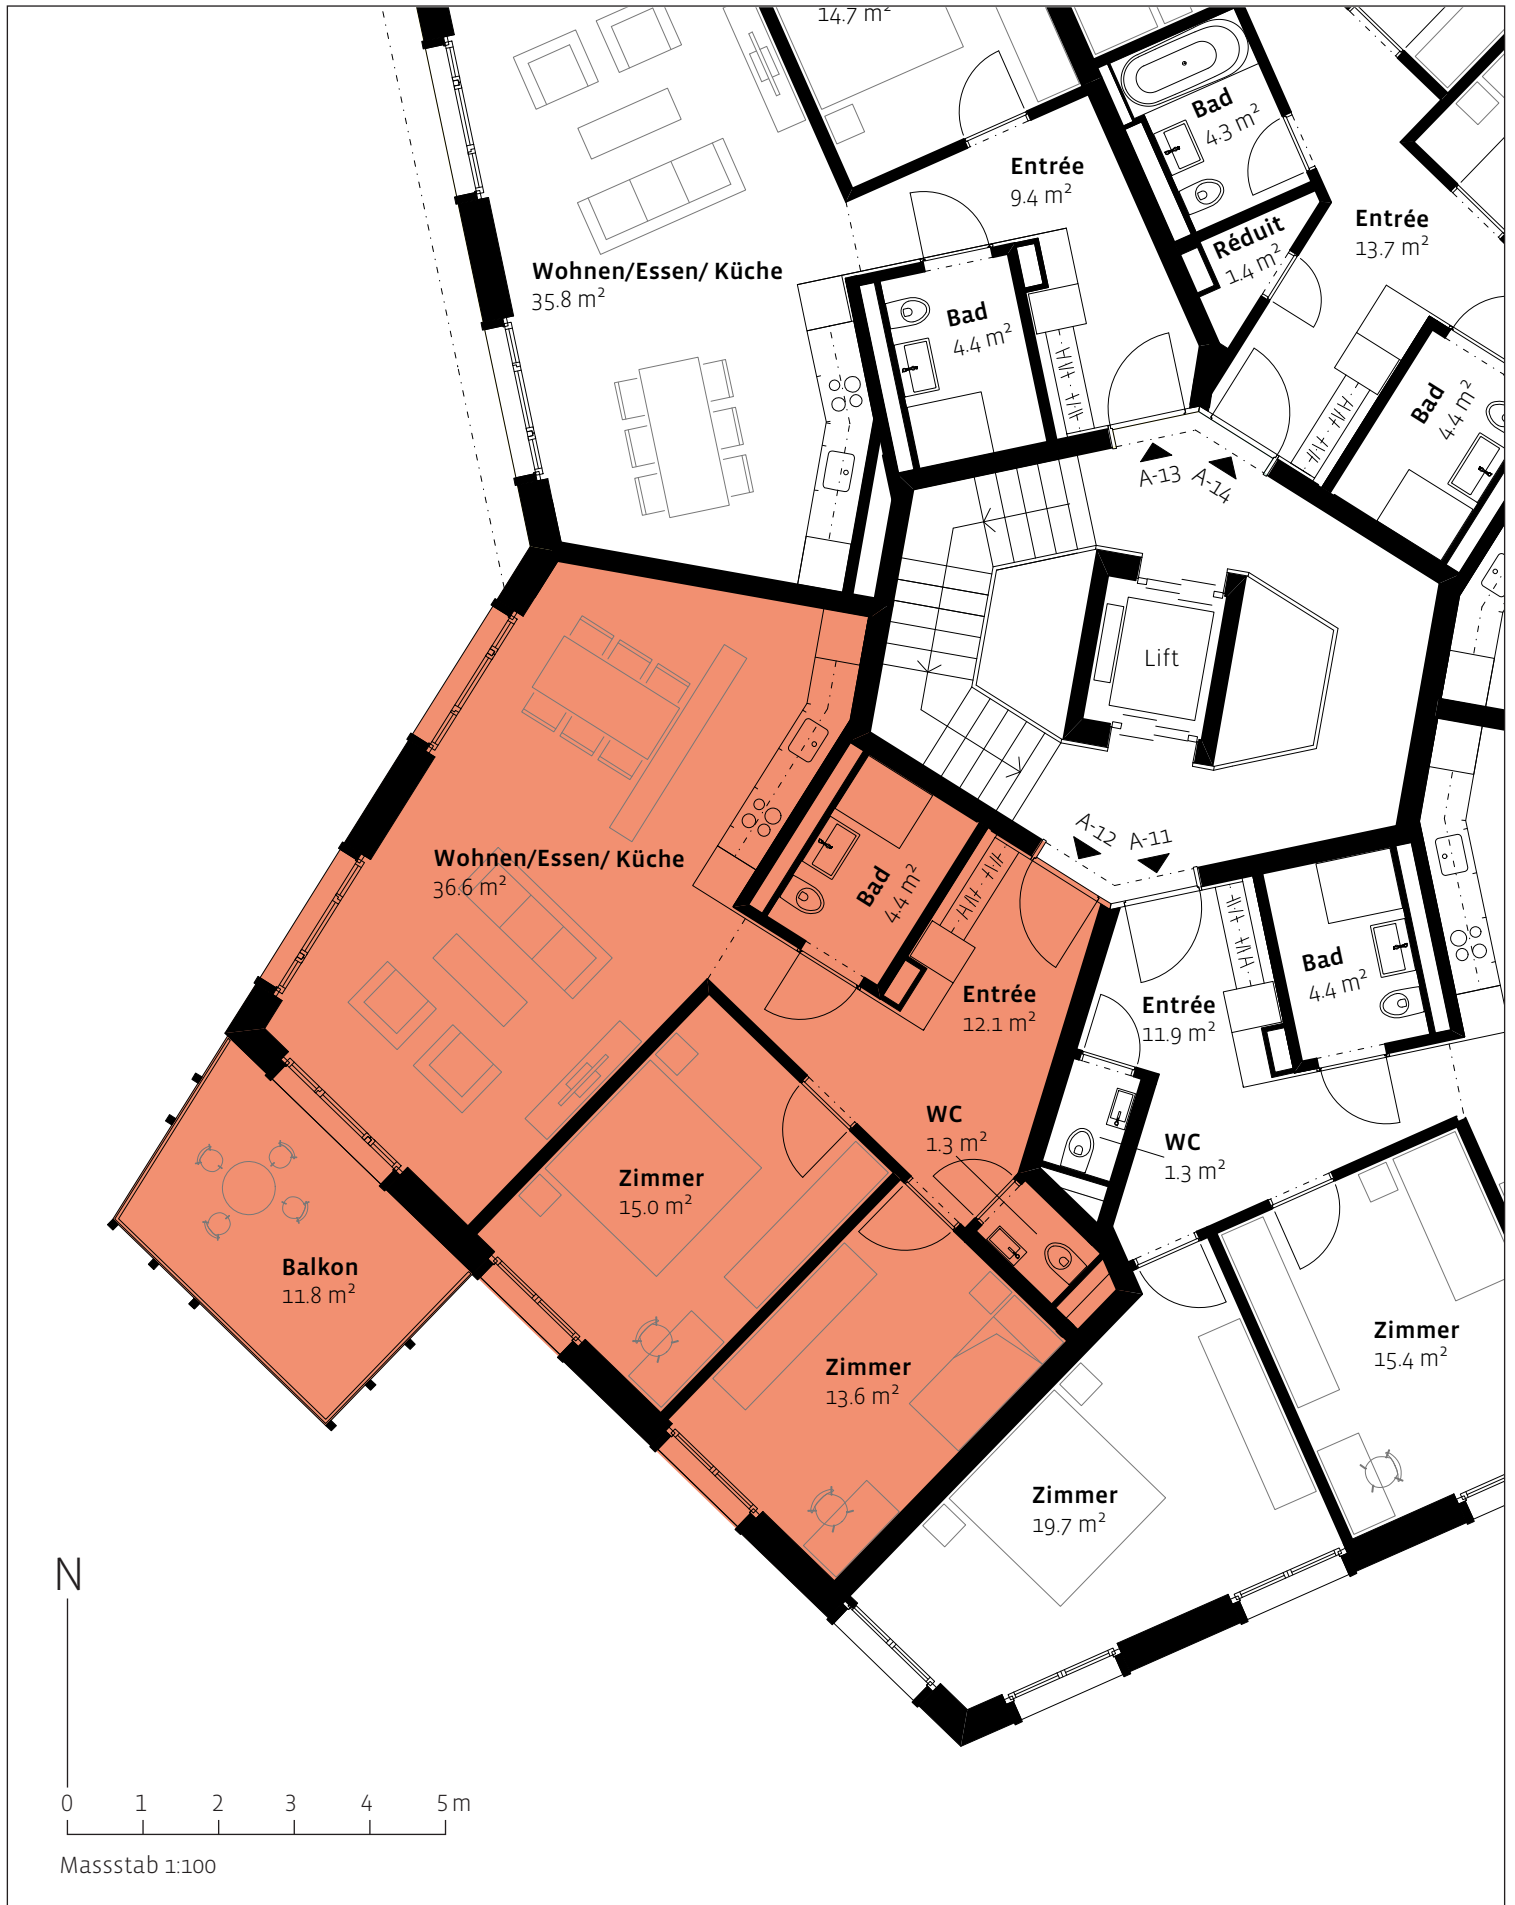 14.7 m²
Bad
4.3 m²
Entrée
9.4 m²
Réduit
1.4 m²
Entrée
13.7 m²
Wohnen/Essen/ Küche
35.8 m²
Bad
4.4 m²
Bad
4.4 m²
A-13
A-14
Lift
A-12
A-11
Wohnen/Essen/ Küche
36.6 m²
Bad
4.4 m²
Entrée
12.1 m²
Entrée
11.9 m²
Bad
4.4 m²
WC
1.3 m²
WC
1.3 m²
Zimmer
15.0 m²
Balkon
11.8 m²
Zimmer
13.6 m²
Zimmer
15.4 m²
Zimmer
19.7 m²
N
0 1 2 3 4 5 m
Massstab 1:100